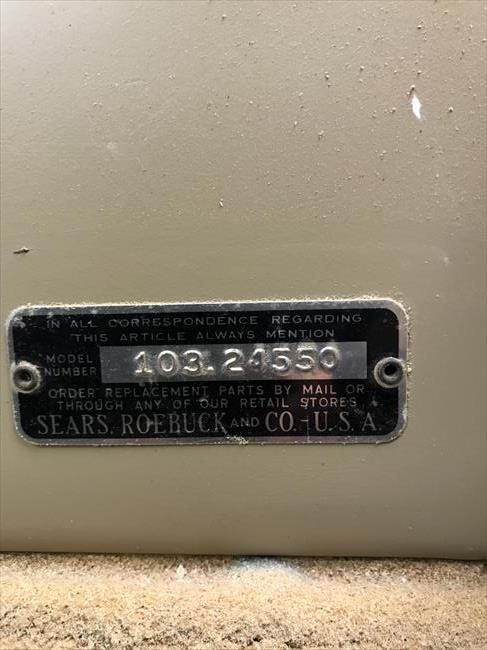 IN ALL CORRESPONDENCE REGARDING
THIS ARTICLE ALWAYS MENTION
MODEL NUMBER 103.24550
ORDER REPLACEMENT PARTS BY MAIL OR
THROUGH ANY OF OUR RETAIL STORES
SEARS, ROEBUCK AND CO.-U.S.A.